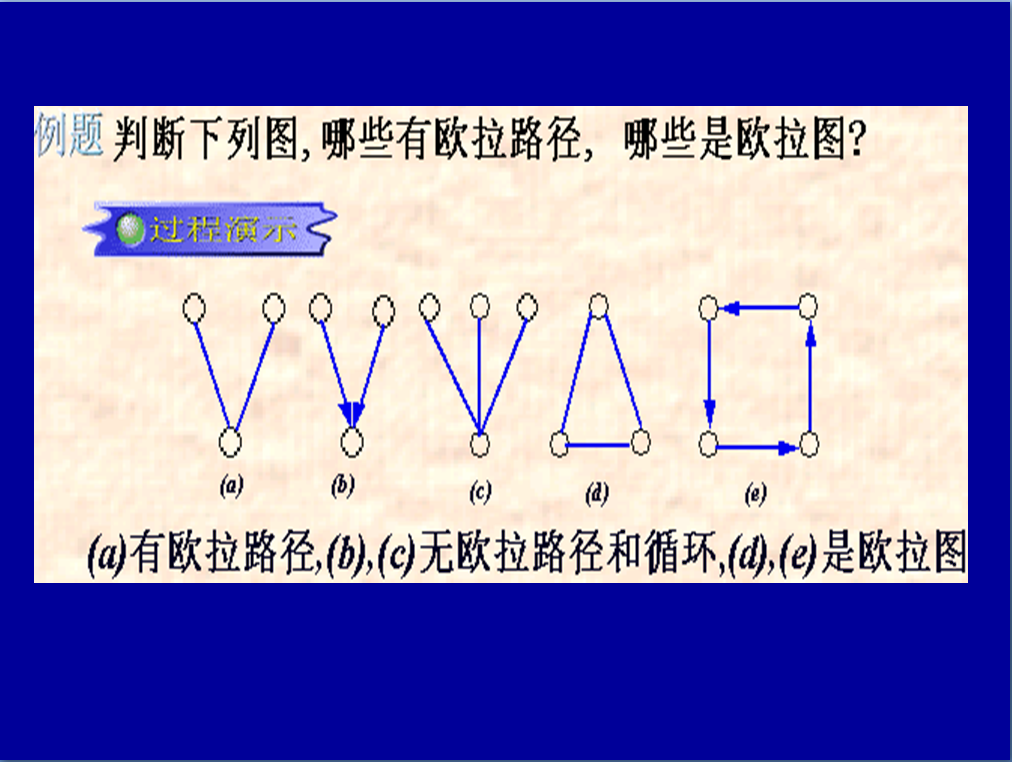 例题 判断下列图, 哪些有欧拉路径, 哪些是欧拉图?
过程演示
(a) (b) (c) (d) (e)
(a)有欧拉路径,(b),(c)无欧拉路径和循环,(d),(e)是欧拉图